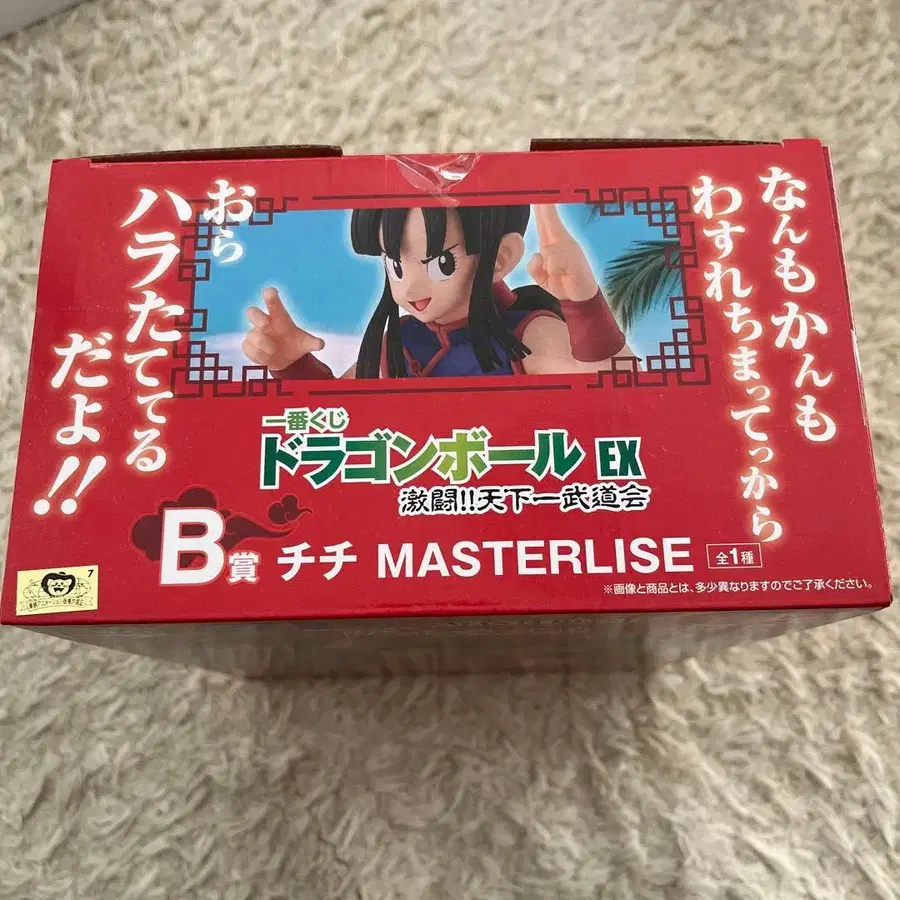 なんもかんも
わすれちまってっから
おら
ハラたててる
だよ!!
一番くじ
ドラゴンボール EX
激闘!!天下一武道会
B賞 チチ MASTERLISE 全1種
※画像と商品とは、多少異なりますのでご了承ください。
7